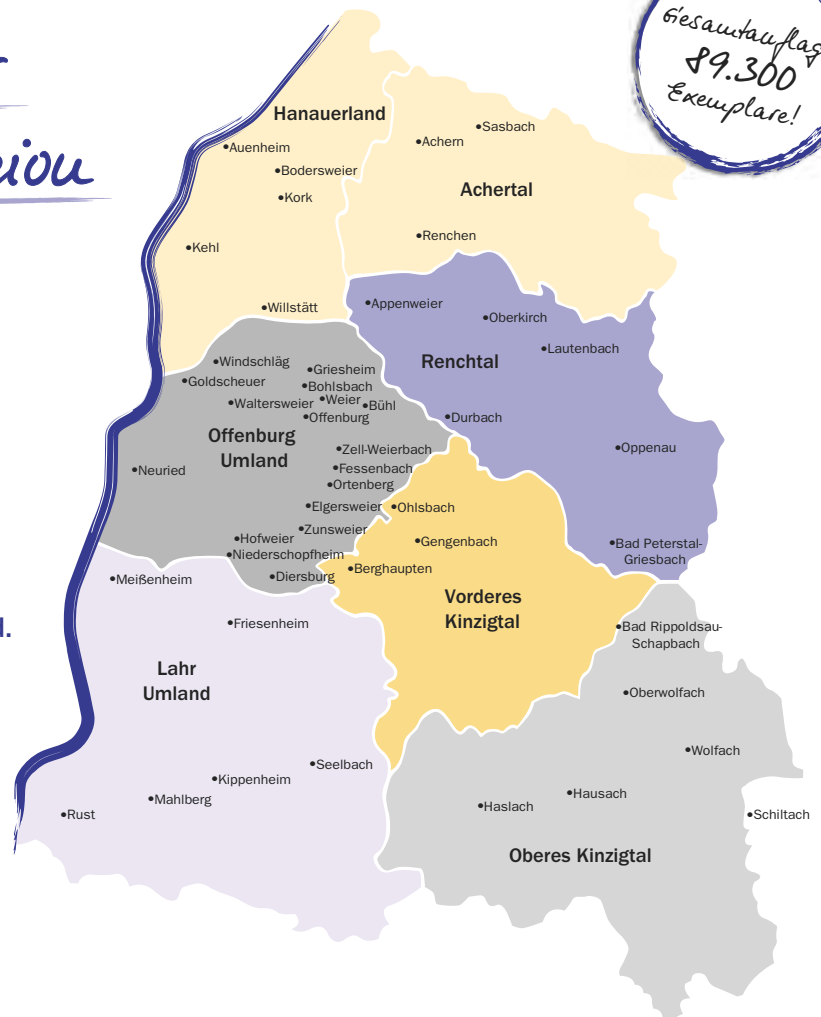 Gesamtauflag
89.300
Exemplare!
Hanauerland
•Sasbach
•Achern
•Auenheim
•Bodersweier
Achertal
•Kork
•Renchen
•Kehl
•Appenweier
•Willstätt
•Oberkirch
•Lautenbach
Renchtal
•Windschläg
•Griesheim
•Goldscheuer
•Bohlsbach
•Weier
•Waltersweier
•Bühl
•Offenburg
•Durbach
Offenburg
Umland
•Zell-Weierbach
•Oppenau
•Fessenbach
•Neuried
•Ortenberg
•Elgersweier
•Ohlsbach
•Zunsweier
•Hofweier
•Gengenbach
•Niederschopfheim
•Bad Peterstal-
Griesbach
•Berghaupten
•Diersburg
•Meißenheim
Vorderes
Kinzigtal
•Friesenheim
•Bad Rippoldsau-
Schapbach
Lahr
Umland
•Oberwolfach
•Wolfach
•Seelbach
•Kippenheim
•Hausach
•Mahlberg
•Haslach
•Rust
•Schiltach
Oberes Kinzigtal